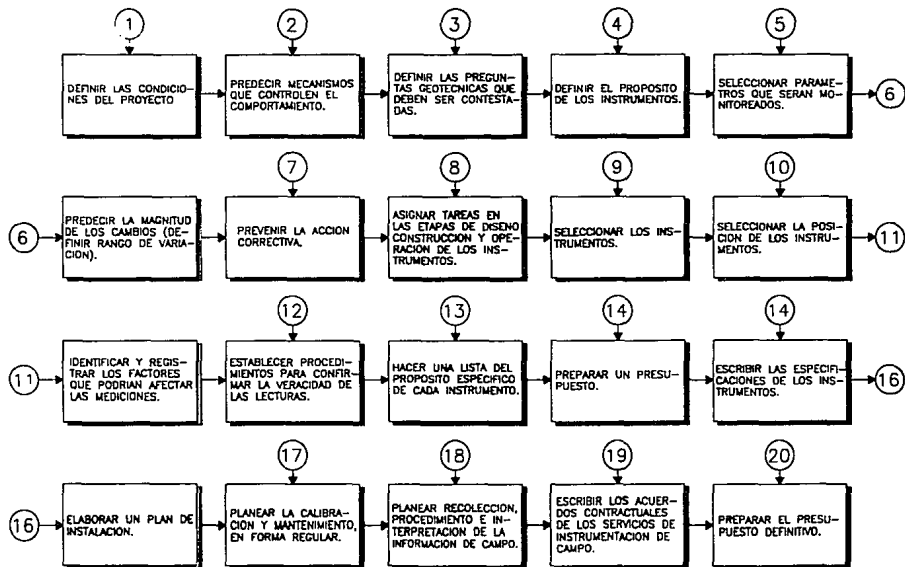 1
2
3
4
5
DEFINIR LAS CONDICIO-
NES DEL PROYECTO
PREDECIR MECANISMOS
QUE CONTROLEN EL
COMPORTAMIENTO.
DEFINIR LAS PREGUN-
TAS GEOTECNICAS QUE
DEBEN SER CONTESTA-
DAS.
DEFINIR EL PROPOSITO
DE LOS INSTRUMENTOS.
SELECCIONAR PARAME-
TROS QUE SERAN MO-
NITOREADOS.
6
7
8
9
10
6
PREDECIR LA MAGNITUD
DE LOS CAMBIOS (DE-
FINIR RANGO DE VARIA-
CION).
PREVENIR LA ACCION
CORRECTIVA.
ASIGNAR TAREAS EN
LAS ETAPAS DE DISENO
CONSTRUCCION Y OPE-
RACION DE LOS INS-
TRUMENTOS.
SELECCIONAR LOS INS-
TRUMENTOS.
SELECCIONAR LA POSI-
CION DE LOS INSTRU-
MENTOS.
11
12
13
14
14
11
IDENTIFICAR Y REGIS-
TRAR LOS FACTORES
QUE PODRIAN AFECTAR
LAS MEDICIONES.
ESTABLECER PROCEDI-
MIENTOS PARA CONFIR-
MAR LA VERACIDAD DE
LAS LECTURAS.
HACER UNA LISTA DEL
PROPOSITO ESPECIFICO
DE CADA INSTRUMENTO.
PREPARAR UN PRESU-
PUESTO.
ESCRIBIR LAS ESPECIFI-
CACIONES DE LOS INS-
TRUMENTOS.
16
17
18
19
20
16
ELABORAR UN PLAN DE
INSTALACION.
PLANEAR LA CALIBRA-
CION Y MANTENIMIENTO,
EN FORMA REGULAR.
PLANEAR RECOLECCION,
PROCEDIMIENTO E IN-
TERPRETACION DE LA
INFORMACION DE CAMPO.
ESCRIBIR LOS ACUER-
DOS CONTRACTUALES
DE LOS SERVICIOS DE
INSTRUMENTACION DE
CAMPO.
PREPARAR EL PRESU-
PUESTO DEFINITIVO.